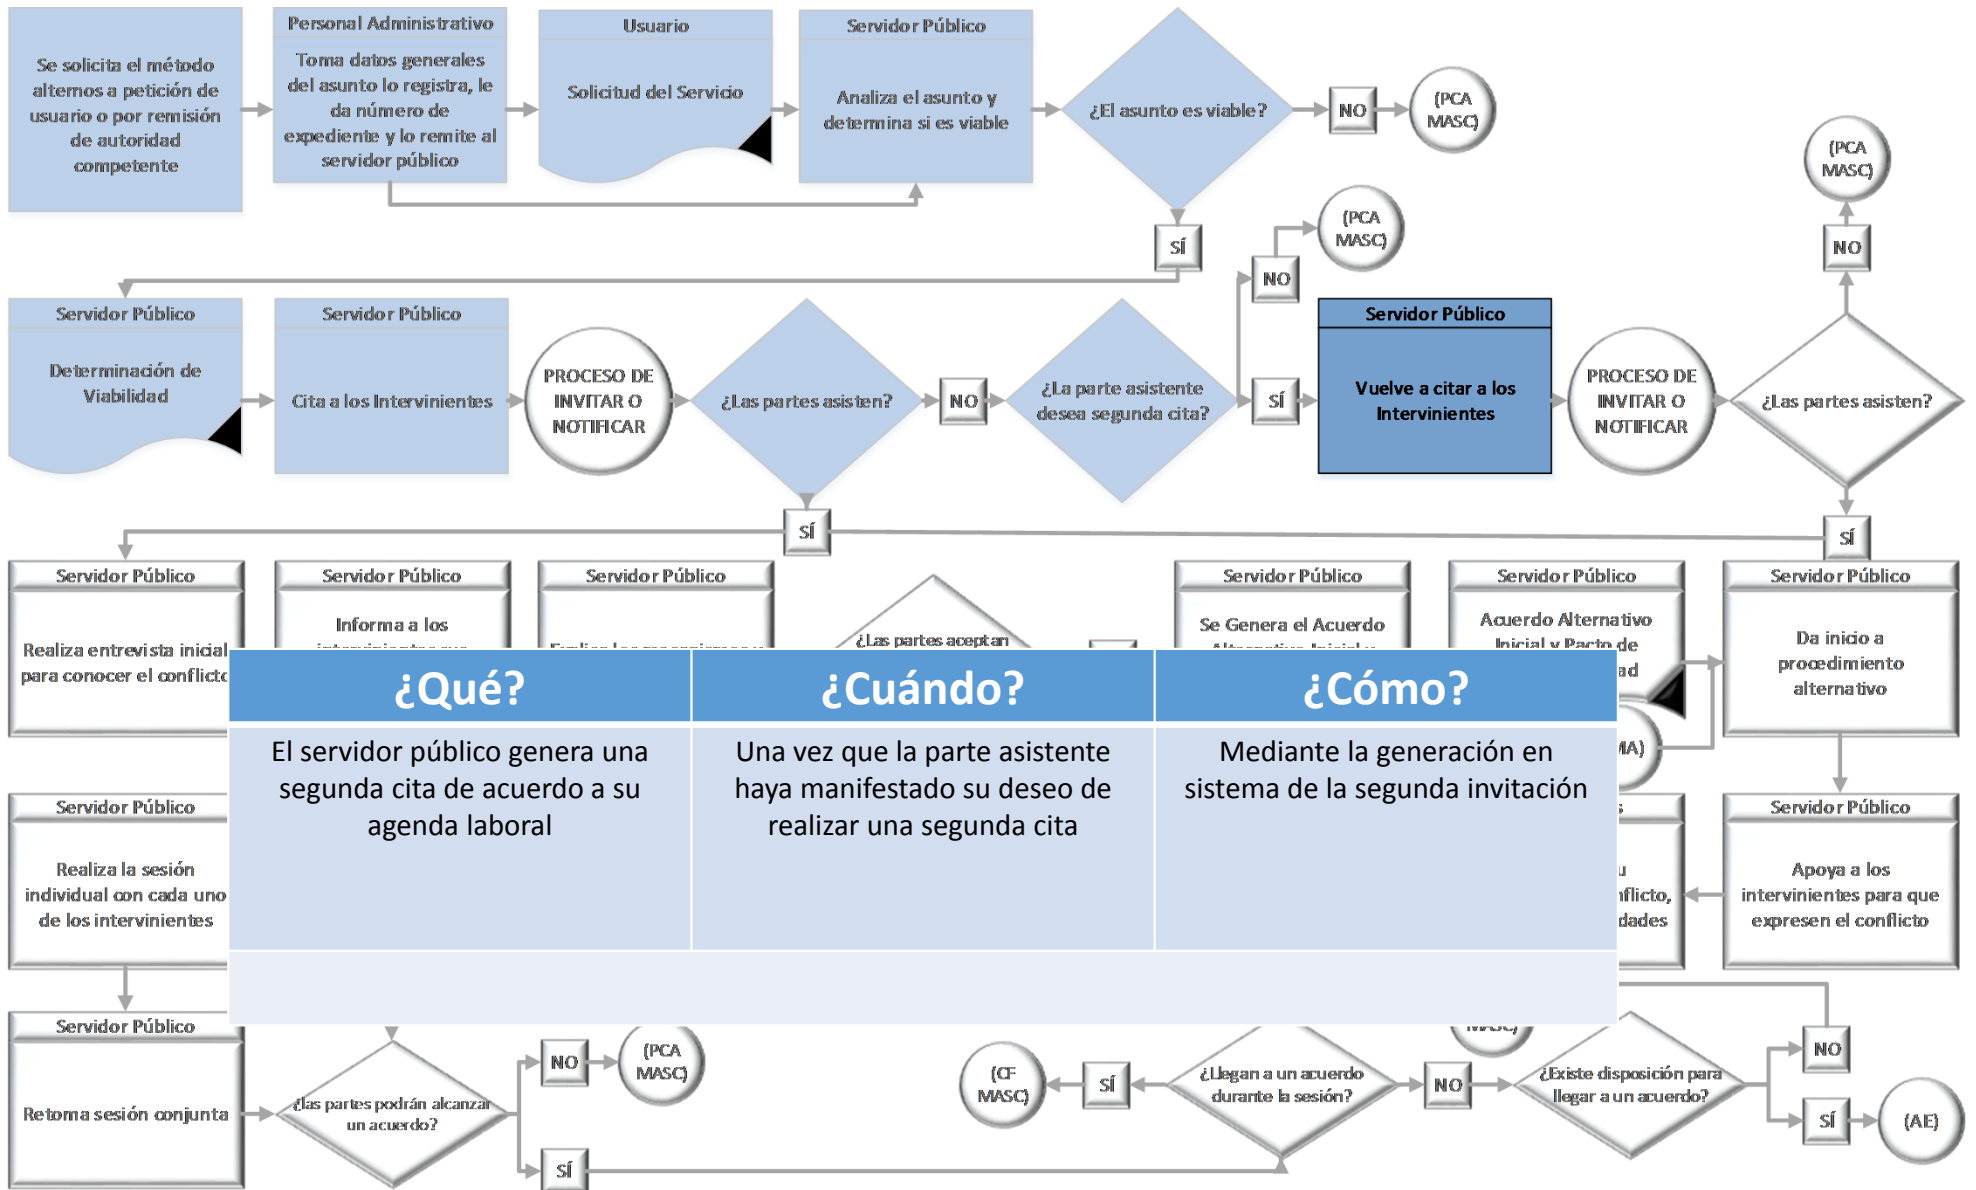 Se solicita el método
alternos a petición de
usuario o por remisión
de autoridad
competente
Personal Administrativo
Toma datos generales
del asunto lo registra, le
da número de
expediente y lo remite al
servidor público
Usuario
Solicitud del Servicio
Servidor Público
Analiza el asunto y
determina si es viable
¿El asunto es viable?
NO
(PCA
MASC)
SÍ
(PCA
MASC)
NO
(PCA
MASC)
NO
Servidor Público
Determinación de
Viabilidad
Servidor Público
Cita a los Intervinientes
PROCESO DE
INVITAR O
NOTIFICAR
¿Las partes asisten?
NO
¿La parte asistente
desea segunda cita?
SÍ
Servidor Público
Vuelve a citar a los
Intervinientes
PROCESO DE
INVITAR O
NOTIFICAR
¿Las partes asisten?
SÍ
SÍ
Servidor Público
Realiza entrevista inicial
para conocer el conflicto
Servidor Público
Informa a los
Servidor Público
¿Las partes aceptan
Servidor Público
Se Genera el Acuerdo
Alternativo Inicial y
Servidor Público
Acuerdo Alternativo
Inicial y Pacto de
Servidor Público
Da inicio a
procedimiento
alternativo
¿Qué?
¿Cuándo?
¿Cómo?
El servidor público genera una
segunda cita de acuerdo a su
agenda laboral
Una vez que la parte asistente
haya manifestado su deseo de
realizar una segunda cita
Mediante la generación en
sistema de la segunda invitación
Servidor Público
Realiza la sesión
individual con cada uno
de los intervinientes
Servidor Público
Apoya a los
intervinientes para que
expresen el conflicto
Servidor Público
Retoma sesión conjunta
¿las partes podrán alcanzar
un acuerdo?
NO
(PCA
MASC)
SÍ
(CF
MASC)
SÍ
¿Llegan a un acuerdo
durante la sesión?
NO
¿Existe disposición para
llegar a un acuerdo?
NO
SÍ
(AE)